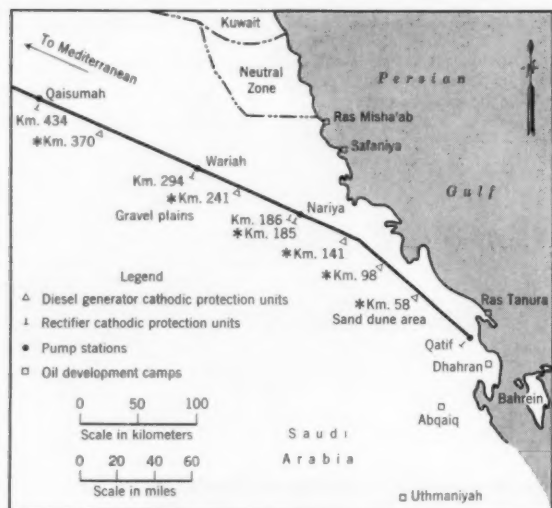 Kuwait
To Mediterranean
Neutral
Zone
Persian
Qaisumah
Ras Misha'ab
Km. 434
*Km. 370
Safaniya
Wariah
Gulf
Km. 294
*Km. 241
Nariya
Gravel plains
Km. 186
*Km. 185
*Km. 141
Legend
*Km. 98
Diesel generator cathodic protection units
*Km. 58
Ras Tanura
Rectifier cathodic protection units
Sand dune area
Pump stations
Qatif
Oil development camps
Dhahran
Bahrein
0 50 100
Scale in kilometers
Abqaiq
Saudi
Arabia
0 20 40 60
Scale in miles
Uthmaniyah